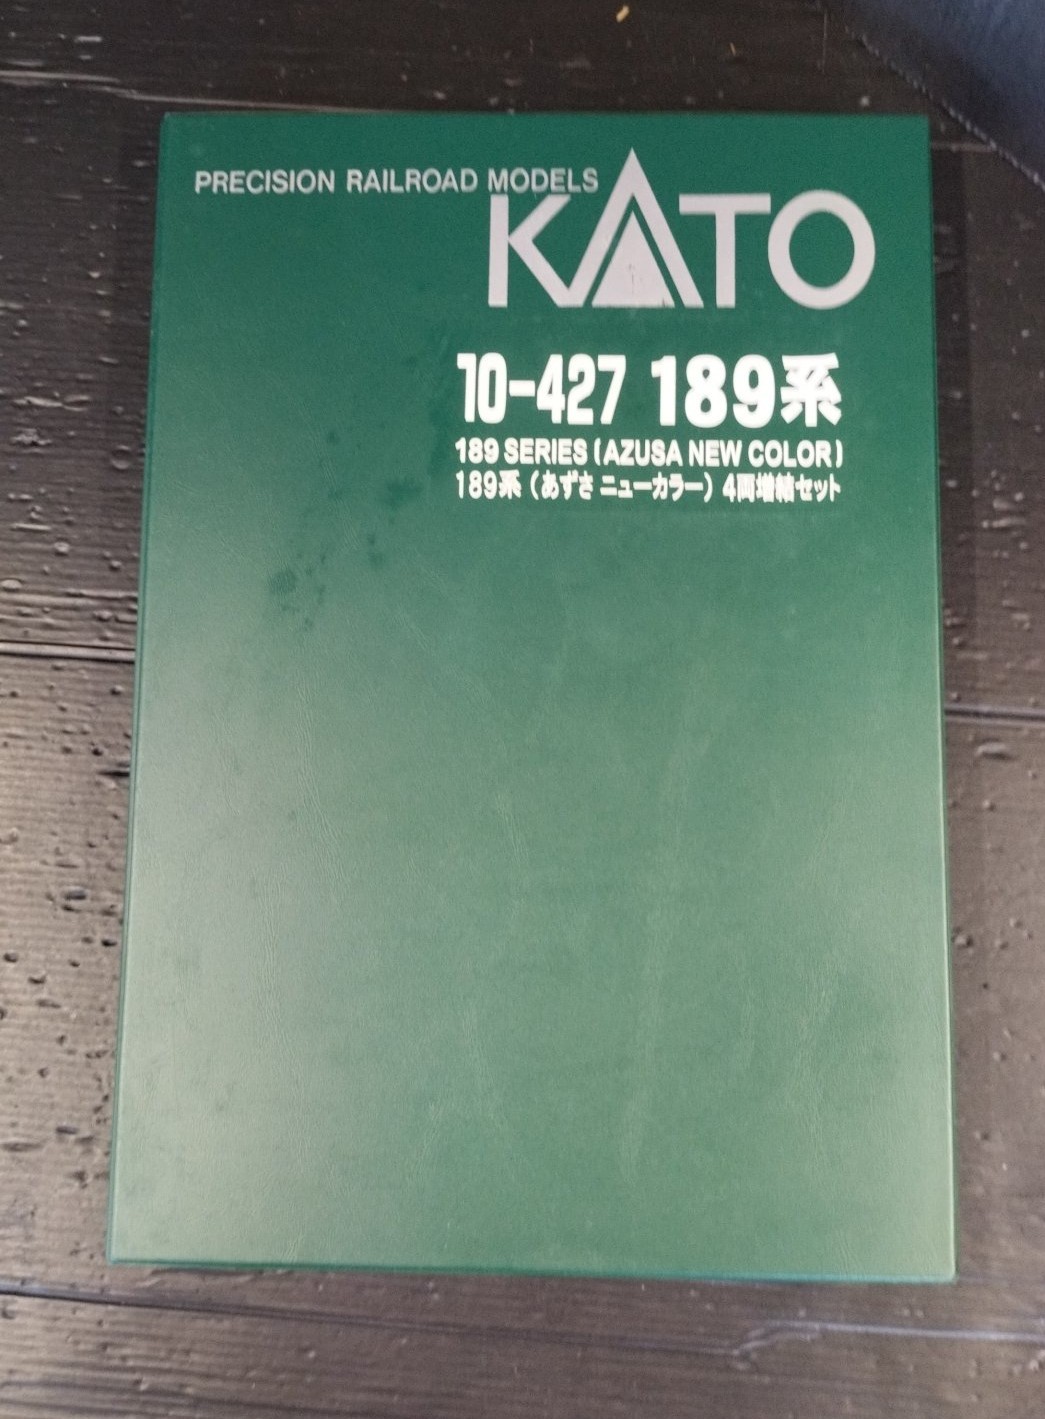 PRECISION RAILROAD MODELS
KATO
10-427 189系
189 SERIES (AZUSA NEW COLOR)
189系 (あずさ ニューカラー) 4両増結セット